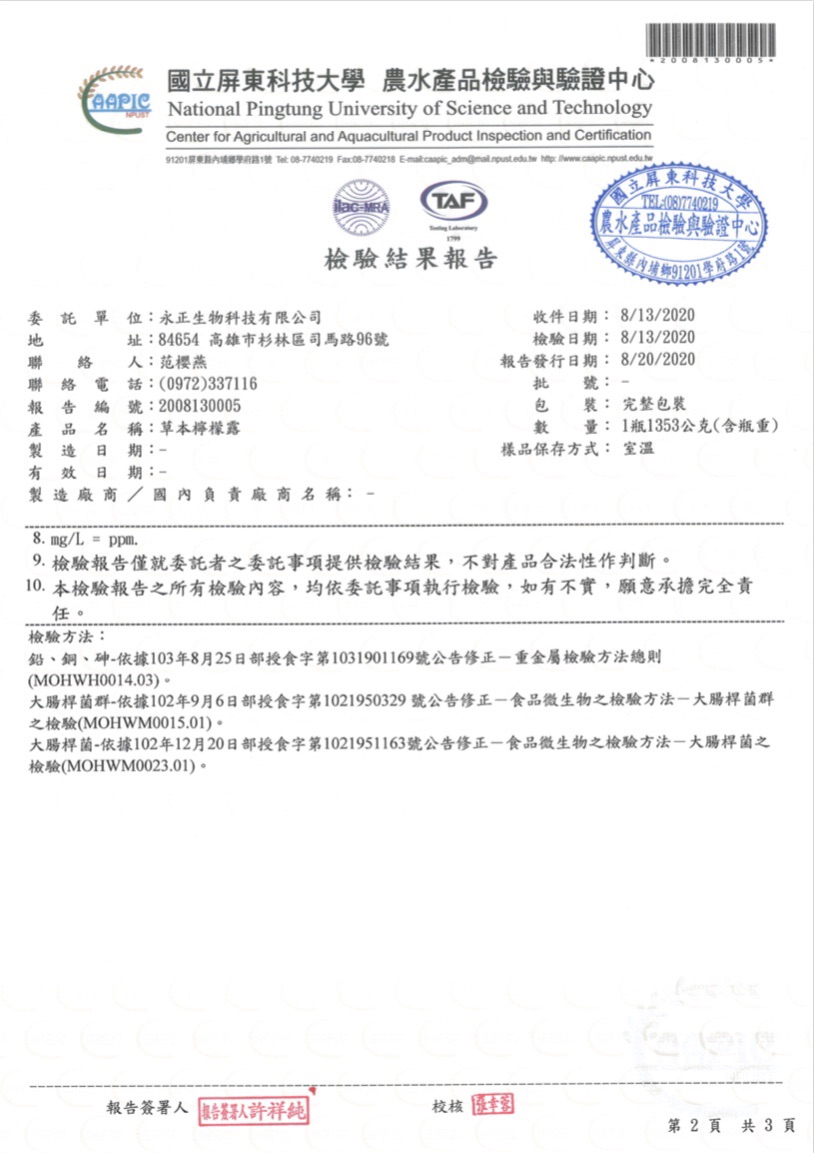 *2008130005*
CAAPIC
NPUST
國立屏東科技大學 農水產品檢驗與驗證中心
National Pingtung University of Science and Technology
Center for Agricultural and Aquacultural Product Inspection and Certification
91201屏東縣內埔鄉學府路1號 Tel: 08-7740219 Fax:08-7740218 E-mail:caapic_adm@mail.npust.edu.tw http: //www.caapic.npust.edu.tw
ilac-MRA
TAF
Testing Laboratory
1799
國立屏東科技大學
TEL:(08)7740219
農水產品檢驗與驗證中心
屏東縣內埔鄉91201學府路1號
檢驗結果報告
委託單位：永正生物科技有限公司
收件日期： 8/13/2020
地址：84654 高雄市杉林區司馬路96號
檢驗日期： 8/13/2020
聯絡人：范櫻燕
報告發行日期： 8/20/2020
聯絡電話：(0972)337116
批號： -
報告編號：2008130005
包裝： 完整包裝
產品名稱：草本檸檬露
數量： 1瓶1353公克(含瓶重)
製造日期：-
樣品保存方式： 室溫
有效日期：-
製造廠商／國內負責廠商名稱： -
8. mg/L = ppm.
9. 檢驗報告僅就委託者之委託事項提供檢驗結果，不對產品合法性作判斷。
10. 本檢驗報告之所有檢驗內容，均依委託事項執行檢驗，如有不實，願意承擔完全責
任。
檢驗方法：
鉛、銅、砷-依據103年8月25日部授食字第1031901169號公告修正－重金屬檢驗方法總則
(MOHWH0014.03)。
大腸桿菌群-依據102年9月6日部授食字第1021950329 號公告修正－食品微生物之檢驗方法－大腸桿菌群
之檢驗(MOHWM0015.01)。
大腸桿菌-依據102年12月20日部授食字第1021951163號公告修正－食品微生物之檢驗方法－大腸桿菌之
檢驗(MOHWM0023.01)。
報告簽署人 報告簽署人許祥純
校核
第 2 頁 共 3 頁